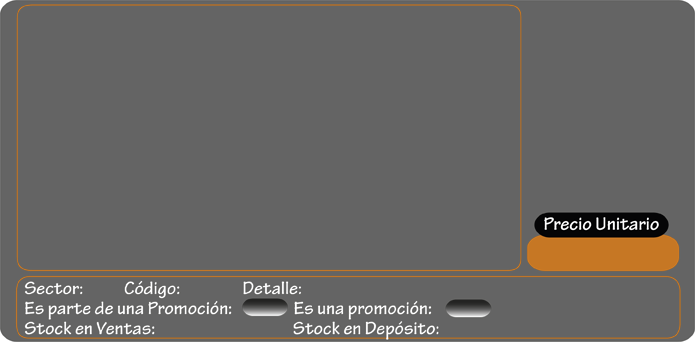 Precio Unitario
Sector: Código: Detalle:
Es parte de una Promoción: Es una promoción:
Stock en Ventas: Stock en Depósito: